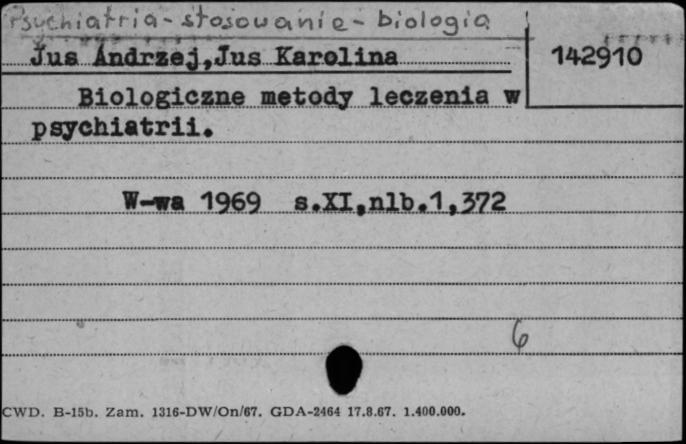 Psychiatria - stosowanie - biologia
Jus Andrzej,Jus Karolina
142910
Biologiczne metody leczenia w
psychiatrii.
W-wa 1969 s.XI,nlb.1,372
6
CWD. B-15b. Zam. 1316-DW/On/67. GDA-2464 17.8.67. 1.400.000.